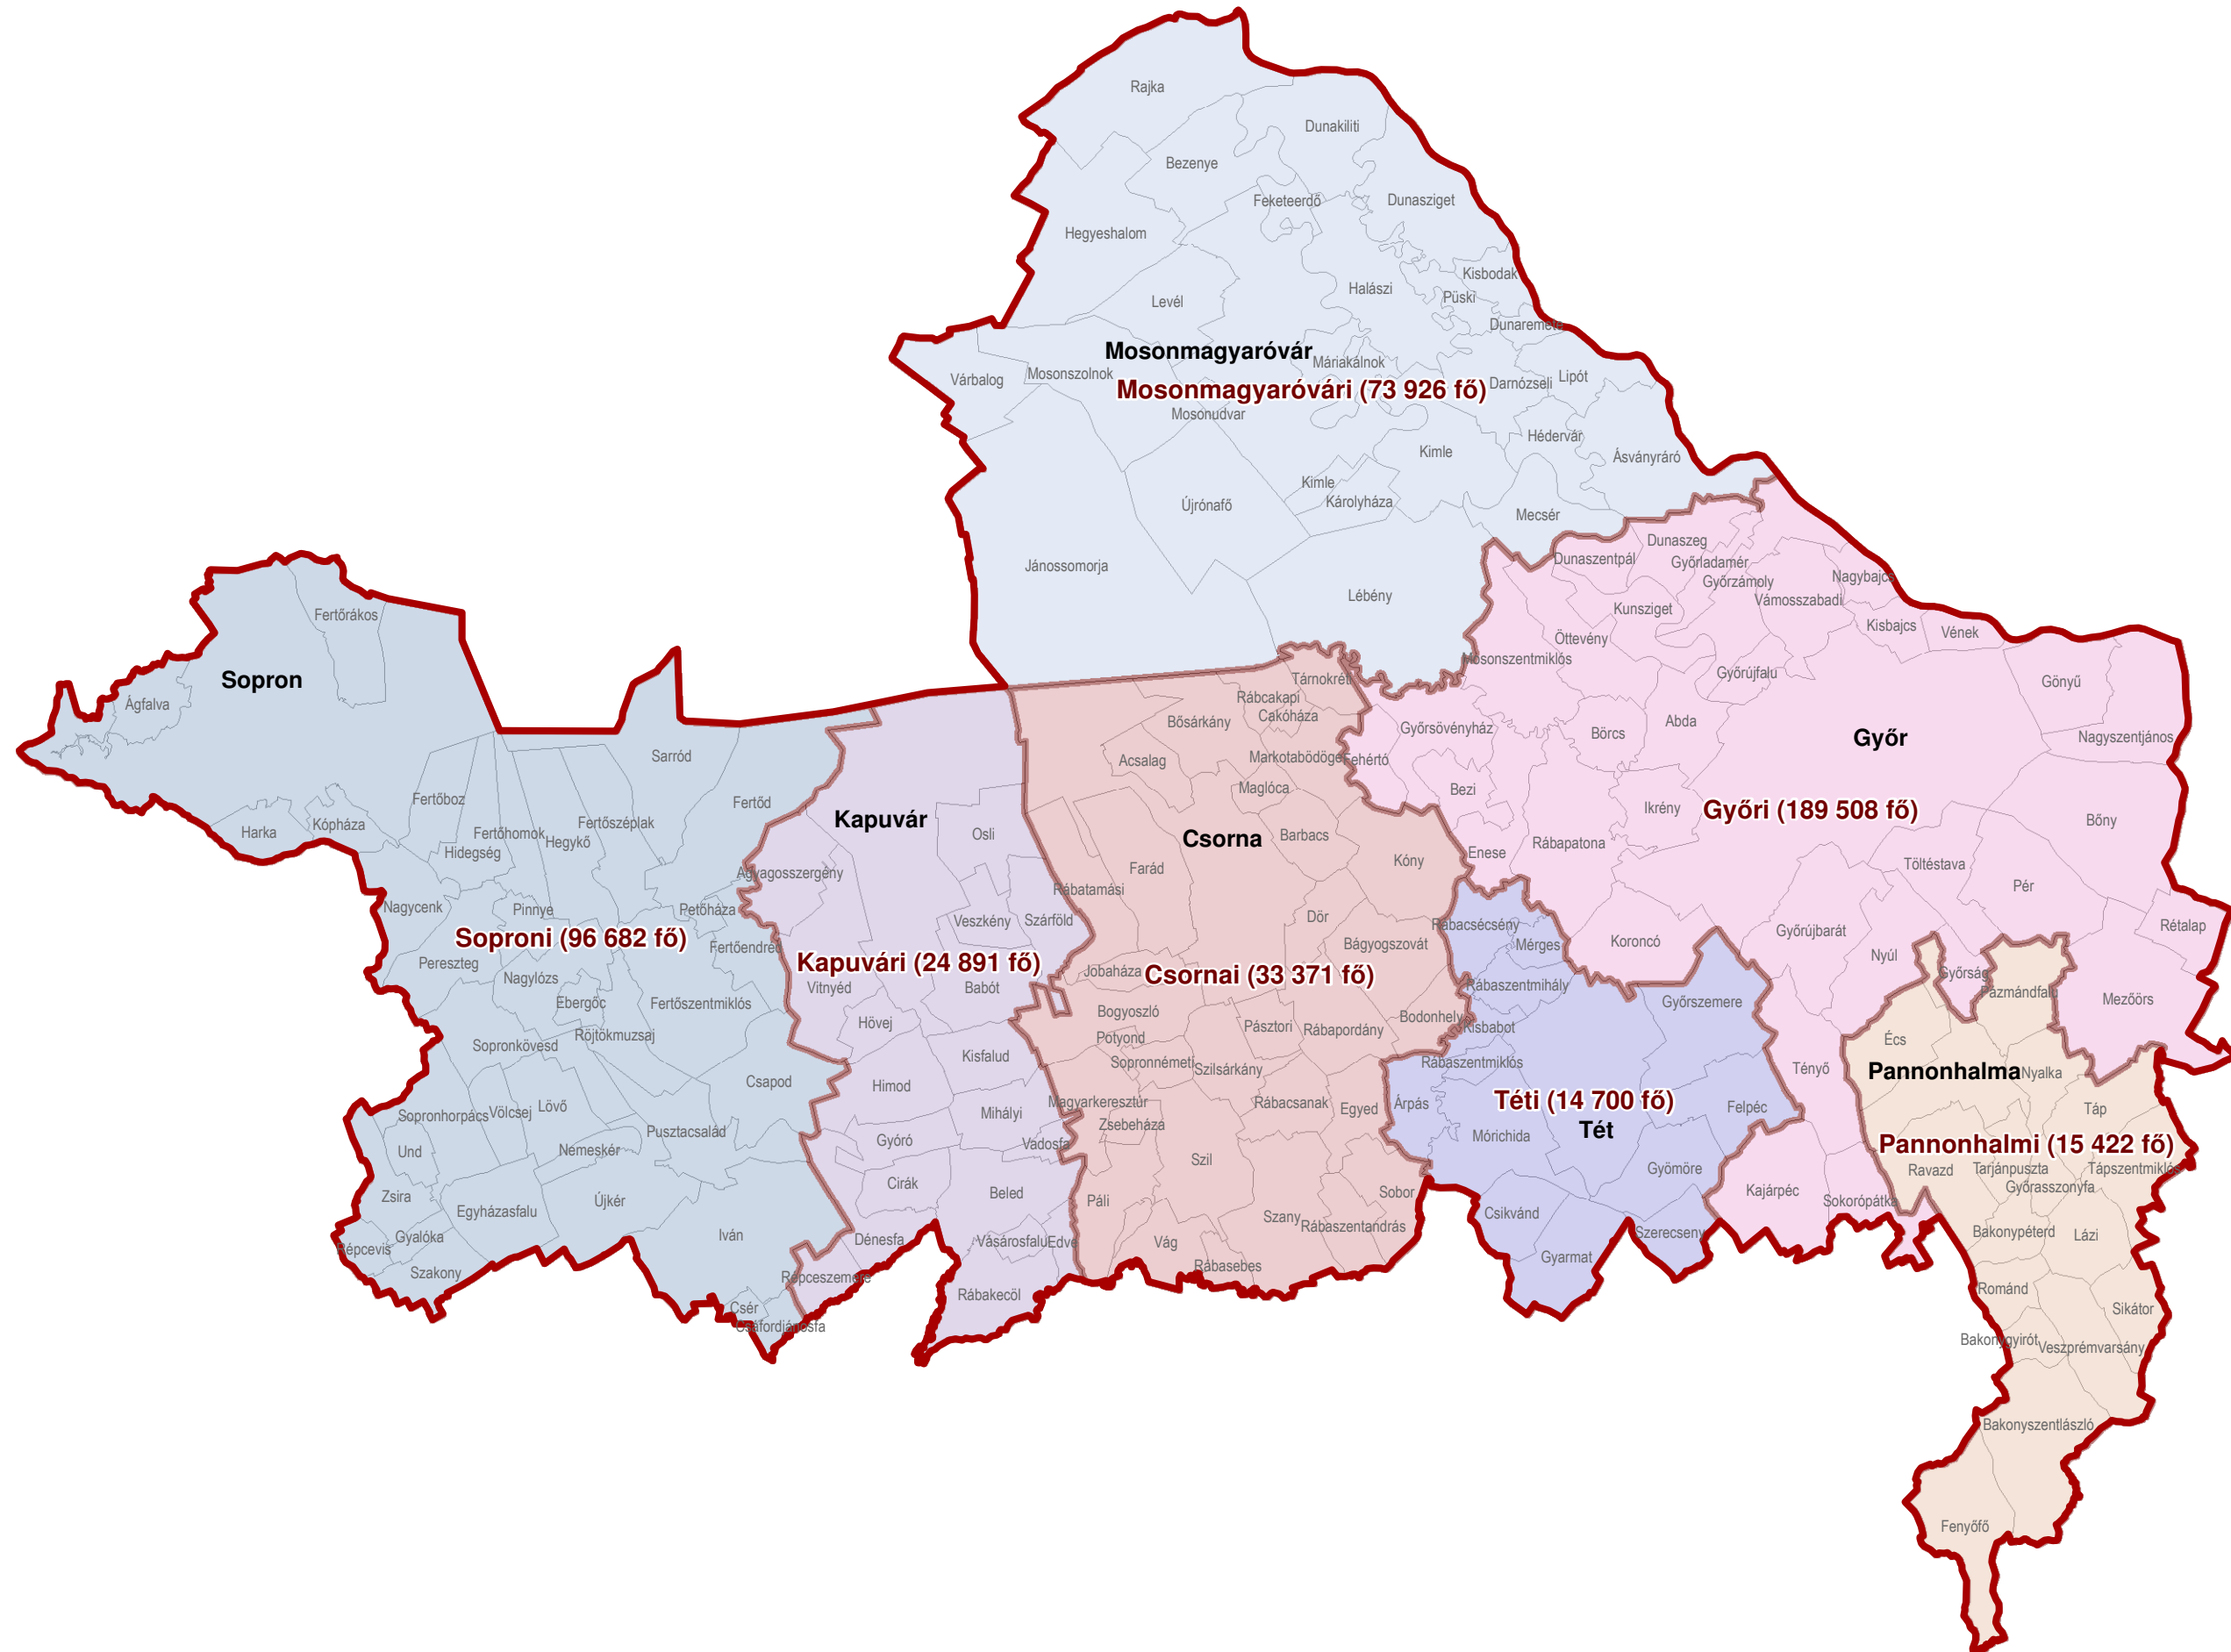 Rajka
Dunakiliti
Bezenye
Feketeerdő
Dunasziget
Hegyeshalom
Kisbodak
Halászi
Püski
Levél
Dunaremete
Mosonmagyaróvár
Máriakálnok
Mosonszolnok
Várbalog
Lipót
Darnózseli
Mosonmagyaróvári (73 926 fő)
Mosonudvar
Hédervár
Kimle
Ásványráró
Kimle
Károlyháza
Újrónafő
Mecsér
Jánossomorja
Lébény
Dunaszeg
Dunaszentpál
Győrladamér
Győrzámoly
Nagybajcs
Vámosszabadi
Kunsziget
Kisbajcs
Vének
Öttevény
Mosonszentmiklós
Győrújfalu
Gönyű
Győrsövényház
Abda
Börcs
Győr
Nagyszentjános
Fehértó
Bezi
Ikrény
Győri (189 508 fő)
Bőny
Rábapatona
Enese
Töltéstava
Pér
Rétalap
Győrújbarát
Koroncó
Nyúl
Győrság
Mezőörs
Tényő
Kajárpéc
Sokorópátka
Fertőrákos
Sopron
Ágfalva
Harka
Kópháza
Sarród
Fertőd
Fertőboz
Fertőhomok
Fertőszéplak
Hegykő
Hidegség
Nagycenk
Pinnye
Petőháza
Soproni (96 682 fő)
Fertőendréd
Pereszteg
Nagylózs
Ebergőc
Fertőszentmiklós
Röjtökmuzsaj
Sopronkövesd
Csapod
Sopronhorpács
Völcsej
Lövő
Pusztacsalád
Und
Nemeskér
Zsira
Újkér
Egyházasfalu
Gyalóka
Iván
Répcevis
Szakony
Csér
Csáfordjánosfa
Kapuvár
Osli
Agyagosszergény
Veszkény
Szárföld
Kapuvári (24 891 fő)
Vitnyéd
Babót
Hövej
Kisfalud
Himod
Mihályi
Gyóró
Vadosfa
Cirák
Beled
Dénesfa
Vásárosfalu
Edve
Répceszemere
Rábakecöl
Tárnokréti
Rábcakapi
Cakóháza
Bősárkány
Acsalag
Markotabödöge
Maglóca
Csorna
Barbacs
Kóny
Farád
Rábatamási
Dör
Bágyogszovát
Jobaháza
Csornai (33 371 fő)
Bogyoszló
Bodonhely
Pásztori
Rábapordány
Potyond
Sopronnémeti
Szilsárkány
Magyarkeresztúr
Rábacsanak
Egyed
Zsebeháza
Szil
Páli
Sobor
Szany
Rábaszentandrás
Vág
Rábasebes
Rábacsécsény
Mérges
Rábaszentmihály
Győrszemere
Kisbabot
Rábaszentmiklós
Árpás
Téti (14 700 fő)
Tét
Felpéc
Mórichida
Gyömöre
Csikvánd
Szerecseny
Gyarmat
Pázmándfalu
Écs
Pannonhalma
Nyalka
Táp
Pannonhalmi (15 422 fő)
Ravazd
Tarjánpuszta
Tápszentmiklós
Győrasszonyfa
Bakonypéterd
Lázi
Románd
Sikátor
Bakonygyirót
Veszprémvarsány
Bakonyszentlászló
Fenyőfő